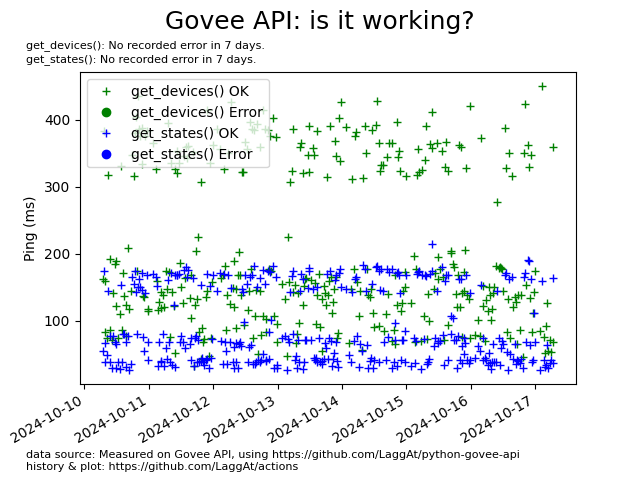 Govee API: is it working?
get_devices(): No recorded error in 7 days.
get_states(): No recorded error in 7 days.
get_devices() OK
get_devices() Error
get_states() OK
get_states() Error
400
300
200
100
Ping (ms)
2024-10-10
2024-10-11
2024-10-12
2024-10-13
2024-10-14
2024-10-15
2024-10-16
2024-10-17
data source: Measured on Govee API, using https://github.com/LaggAt/python-govee-api
history & plot: https://github.com/LaggAt/actions